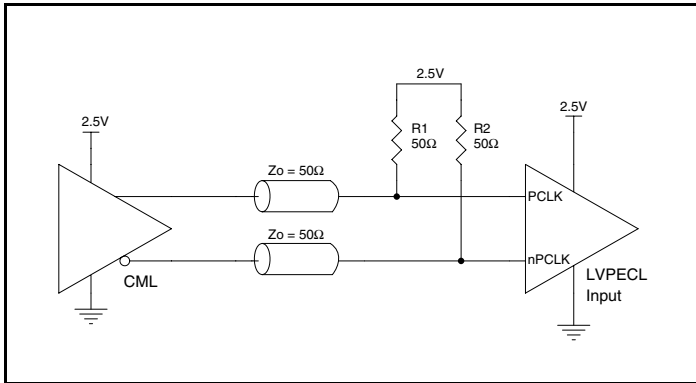 2.5V
2.5V
2.5V
R1
50Ω
R2
50Ω
Zo = 50Ω
PCLK
Zo = 50Ω
nPCLK
CML
LVPECL
Input